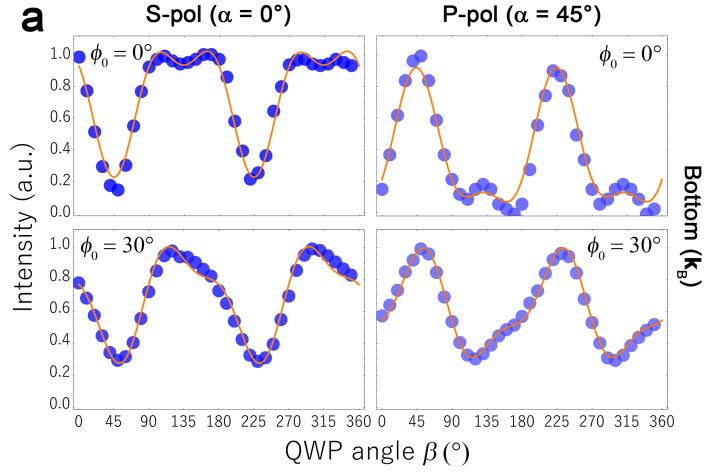 a
S-pol (α = 0°)
P-pol (α = 45°)
1.0
0.8
0.6
0.4
0.2
0.0
ϕ₀ = 0°
ϕ₀ = 0°
1.0
0.8
0.6
0.4
0.2
0.0
ϕ₀ = 30°
ϕ₀ = 30°
Intensity (a.u.)
Bottom (k_B)
0 45 90 135 180 225 270 315 360
0 45 90 135 180 225 270 315 360
QWP angle β (°)